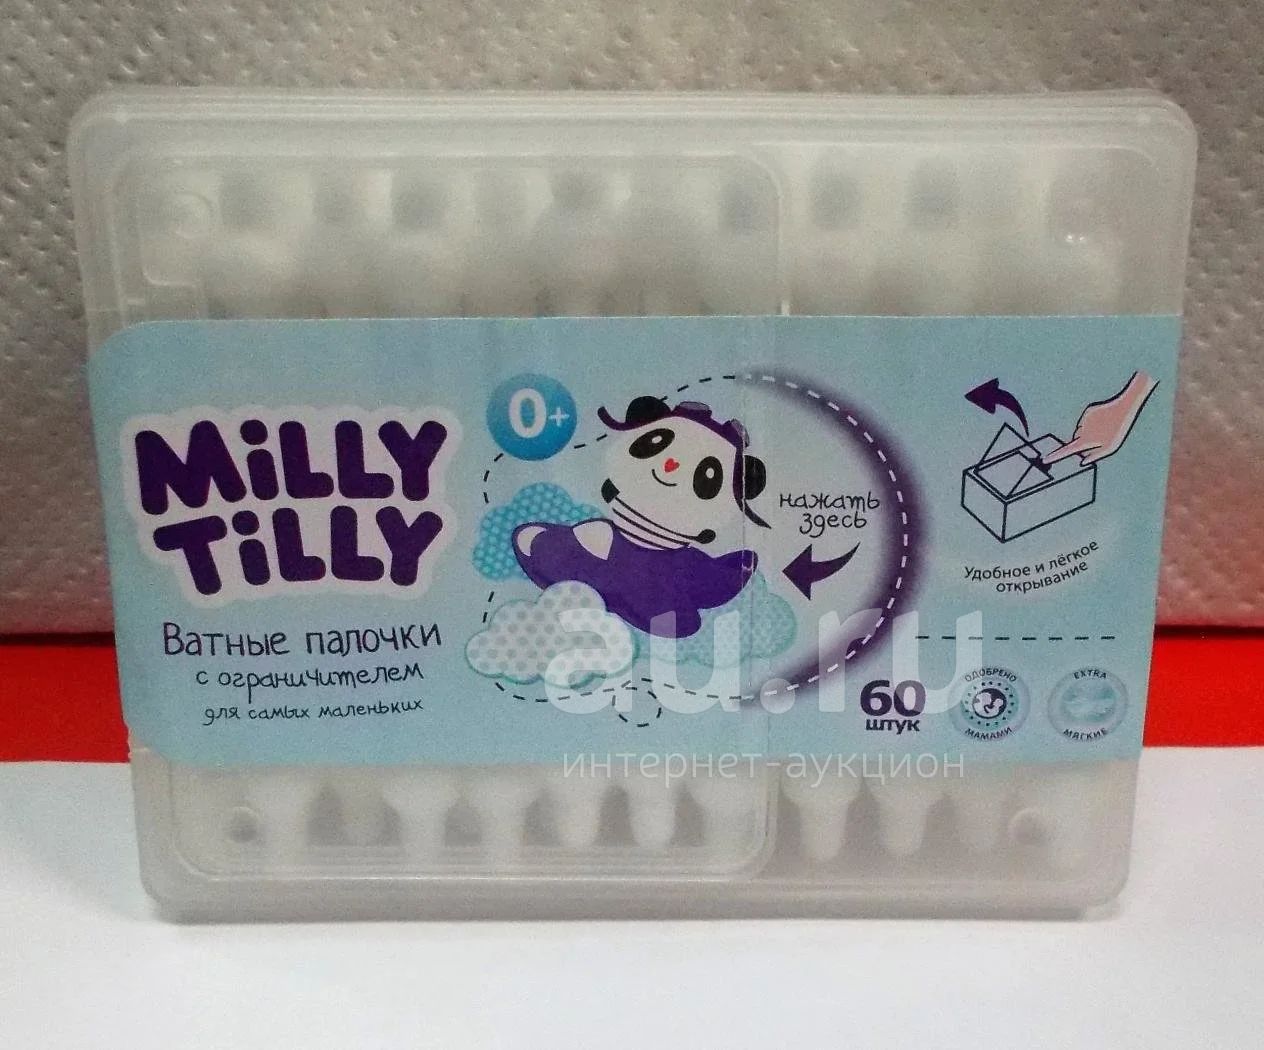 MiLLY
TiLLY
Ватные палочки
с ограничителем
для самых маленьких
0+
нажать
здесь
Удобное и лёгкое
открывание
60
штук
ОДОБРЕНО
МАМАМИ
EXTRA
МЯГКИЕ
au.ru
интернет-аукцион